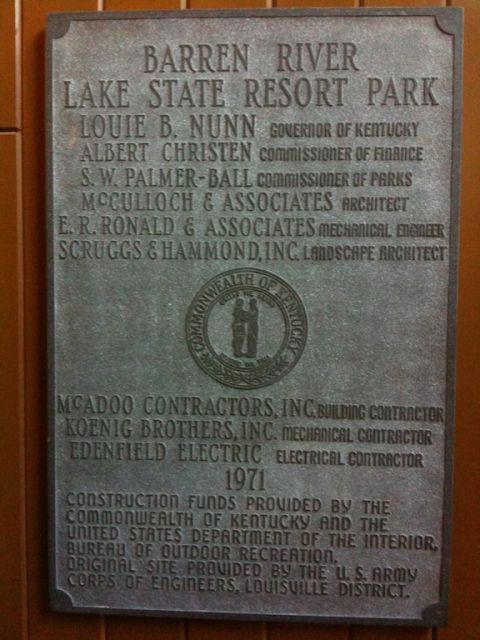 BARREN RIVER
LAKE STATE RESORT PARK
LOUIE B. NUNN GOVERNOR OF KENTUCKY
ALBERT CHRISTEN COMMISSIONER OF FINANCE
S. W. PALMER-BALL COMMISSIONER OF PARKS
McCULLOCH & ASSOCIATES ARCHITECT
E. R. RONALD & ASSOCIATES MECHANICAL ENGINEER
SCRUGGS & HAMMOND, INC. LANDSCAPE ARCHITECT
COMMONWEALTH OF KENTUCKY
McADOO CONTRACTORS, INC. BUILDING CONTRACTOR
KOENIG BROTHERS, INC. MECHANICAL CONTRACTOR
EDENFIELD ELECTRIC ELECTRICAL CONTRACTOR
1971
CONSTRUCTION FUNDS PROVIDED BY THE
COMMONWEALTH OF KENTUCKY AND THE
UNITED STATES DEPARTMENT OF THE INTERIOR,
BUREAU OF OUTDOOR RECREATION.
ORIGINAL SITE PROVIDED BY THE U.S. ARMY
CORPS OF ENGINEERS, LOUISVILLE DISTRICT.